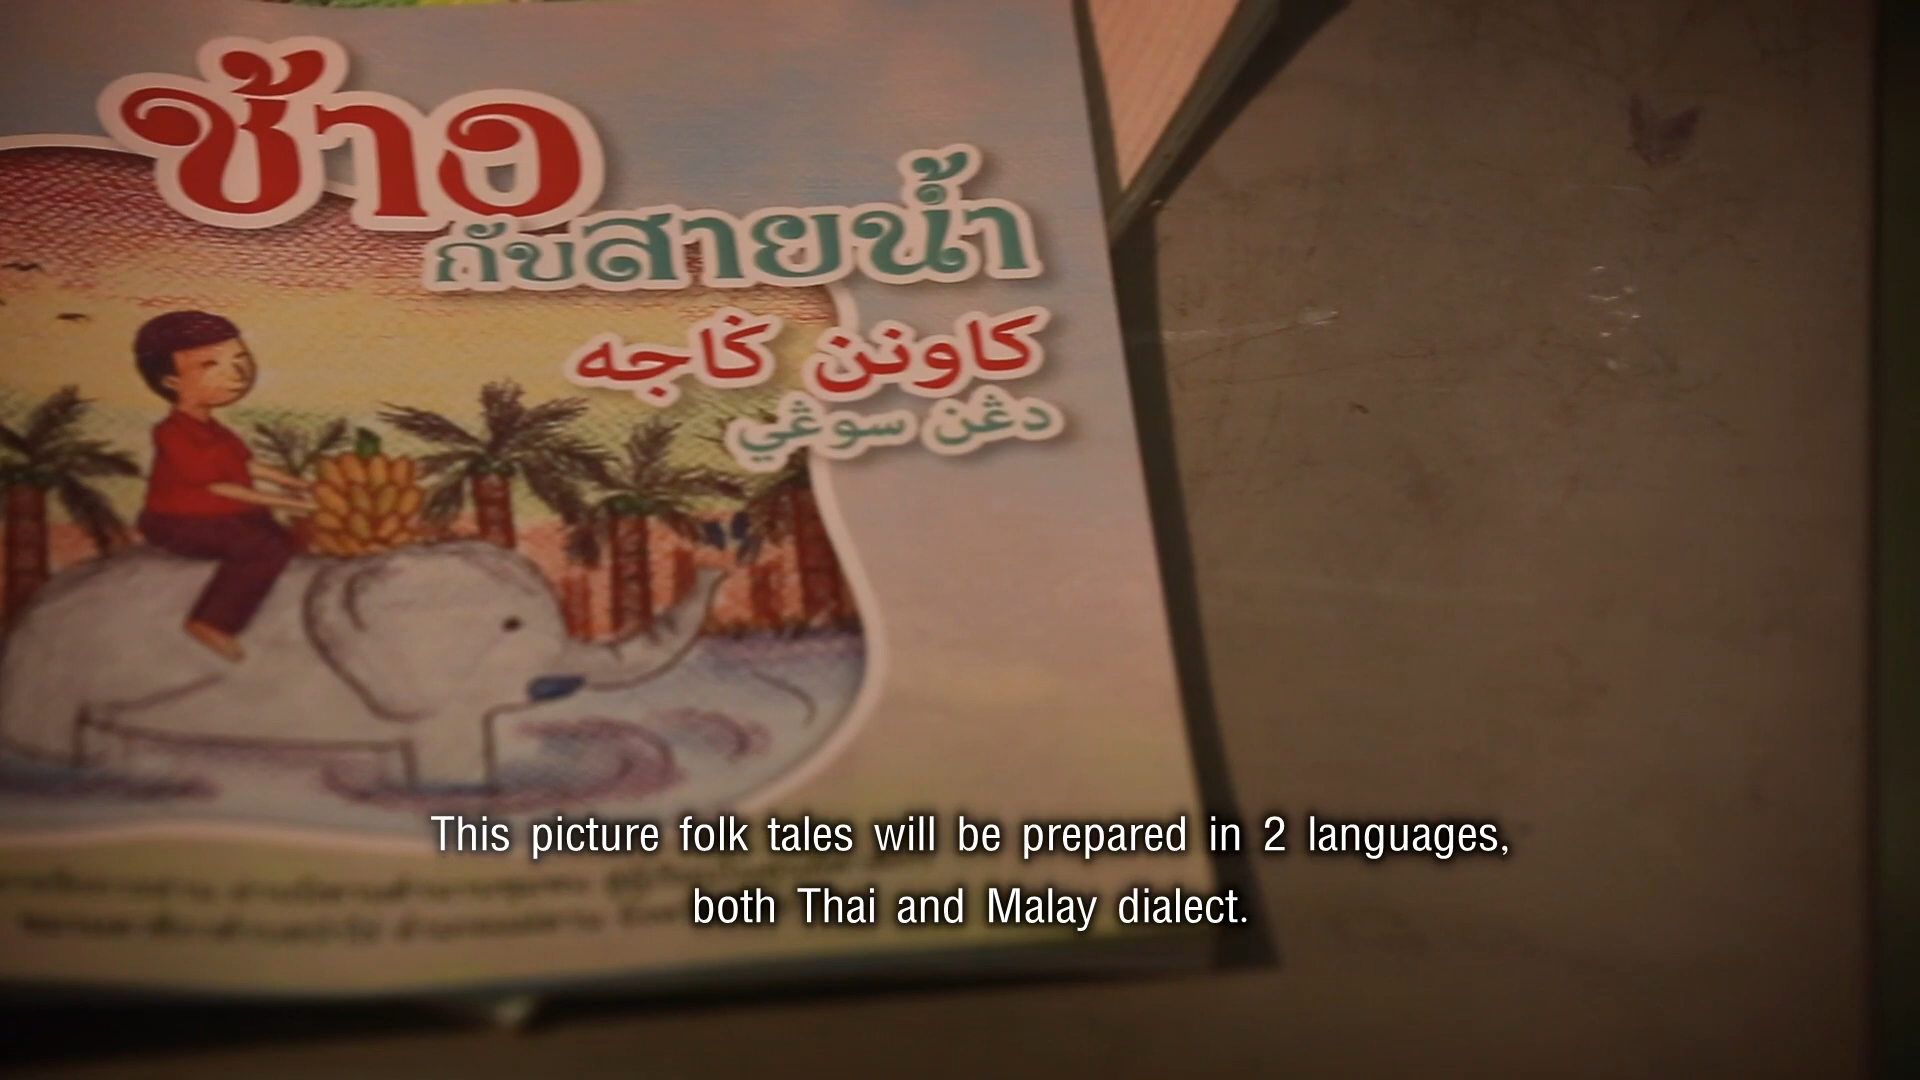 ช้าง
กับสายน้ำ
كاونن ݢاجه
دڠن سوڠي
This picture folk tales will be prepared in 2 languages,
both Thai and Malay dialect.